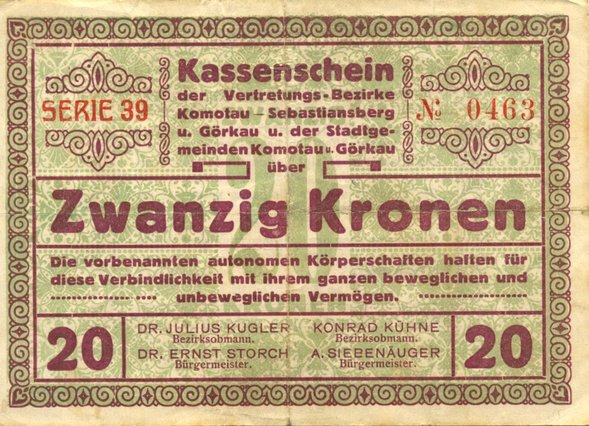 Kassenschein
der Vertretungs-Bezirke
Komotau - Sebastiansberg
u. Görkau u. der Stadtge-
meinden Komotau u. Görkau
über
SERIE 39
№ 0463
Zwanzig Kronen
Die vorbenannten autonomen Körperschaften haften für
diese Verbindlichkeit mit ihrem ganzen beweglichen und
unbeweglichen Vermögen.
20
DR. JULIUS KUGLER
Bezirksobmann.
DR. ERNST STORCH
Bürgermeister.
KONRAD KÜHNE
Bezirksobmann.
A. SIEBENÄUGER
Bürgermeister.
20
20